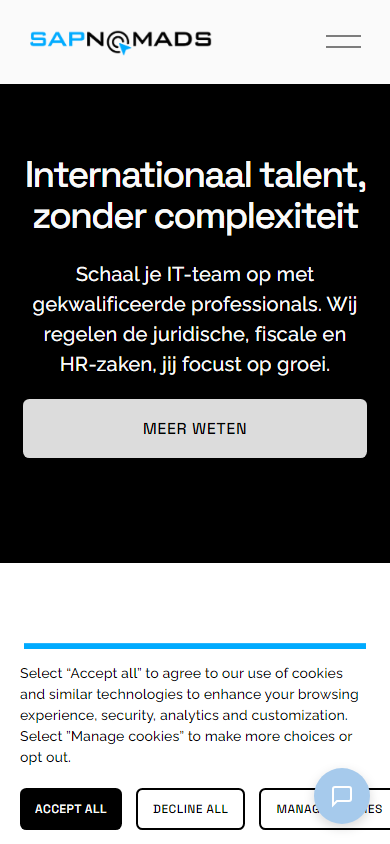 SAPNOMADS
Internationaal talent,
zonder complexiteit
Schaal je IT-team op met
gekwalificeerde professionals. Wij
regelen de juridische, fiscale en
HR-zaken, jij focust op groei.
MEER WETEN
Select “Accept all” to agree to our use of cookies
and similar technologies to enhance your browsing
experience, security, analytics and customization.
Select ”Manage cookies” to make more choices or
opt out.
ACCEPT ALL
DECLINE ALL